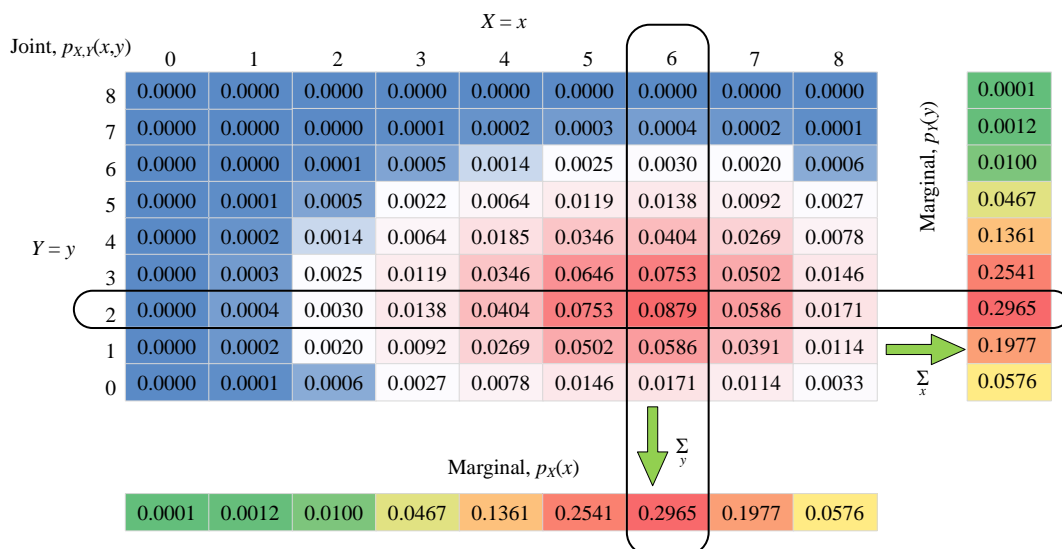 X = x
Joint, pX,Y(x,y)
0 1 2 3 4 5 6 7 8
8 0.0000 0.0000 0.0000 0.0000 0.0000 0.0000 0.0000 0.0000 0.0000 0.0001
7 0.0000 0.0000 0.0000 0.0001 0.0002 0.0003 0.0004 0.0002 0.0001 0.0012
6 0.0000 0.0000 0.0001 0.0005 0.0014 0.0025 0.0030 0.0020 0.0006 0.0100
5 0.0000 0.0001 0.0005 0.0022 0.0064 0.0119 0.0138 0.0092 0.0027 0.0467
4 0.0000 0.0002 0.0014 0.0064 0.0185 0.0346 0.0404 0.0269 0.0078 0.1361
3 0.0000 0.0003 0.0025 0.0119 0.0346 0.0646 0.0753 0.0502 0.0146 0.2541
2 0.0000 0.0004 0.0030 0.0138 0.0404 0.0753 0.0879 0.0586 0.0171 0.2965
1 0.0000 0.0002 0.0020 0.0092 0.0269 0.0502 0.0586 0.0391 0.0114 0.1977
0 0.0000 0.0001 0.0006 0.0027 0.0078 0.0146 0.0171 0.0114 0.0033 0.0576
Y = y
Marginal, pY(y)
Σ
x
Σ
y
Marginal, pX(x)
0.0001 0.0012 0.0100 0.0467 0.1361 0.2541 0.2965 0.1977 0.0576